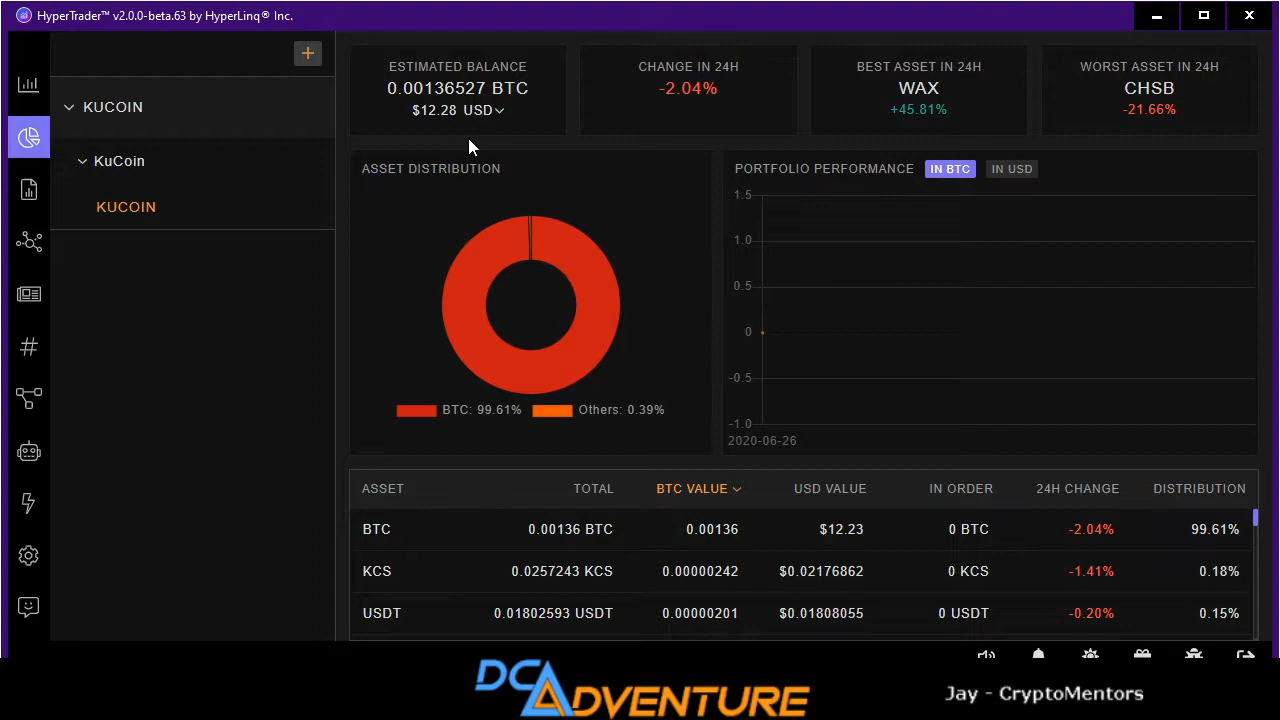 HyperTrader™ v2.0.0-beta.63 by HyperLinq® Inc.
+
KUCOIN
KuCoin
KUCOIN
ESTIMATED BALANCE
0.00136527 BTC
$12.28 USD
CHANGE IN 24H
-2.04%
BEST ASSET IN 24H
WAX
+45.81%
WORST ASSET IN 24H
CHSB
-21.66%
ASSET DISTRIBUTION
BTC: 99.61% Others: 0.39%
PORTFOLIO PERFORMANCE IN BTC IN USD
1.5
1.0
0.5
0
-0.5
-1.0
2020-06-26
ASSET TOTAL BTC VALUE USD VALUE IN ORDER 24H CHANGE DISTRIBUTION
BTC 0.00136 BTC 0.00136 $12.23 0 BTC -2.04% 99.61%
KCS 0.0257243 KCS 0.00000242 $0.02176862 0 KCS -1.41% 0.18%
USDT 0.01802593 USDT 0.00000201 $0.01808055 0 USDT -0.20% 0.15%
DCADVENTURE
Jay - CryptoMentors